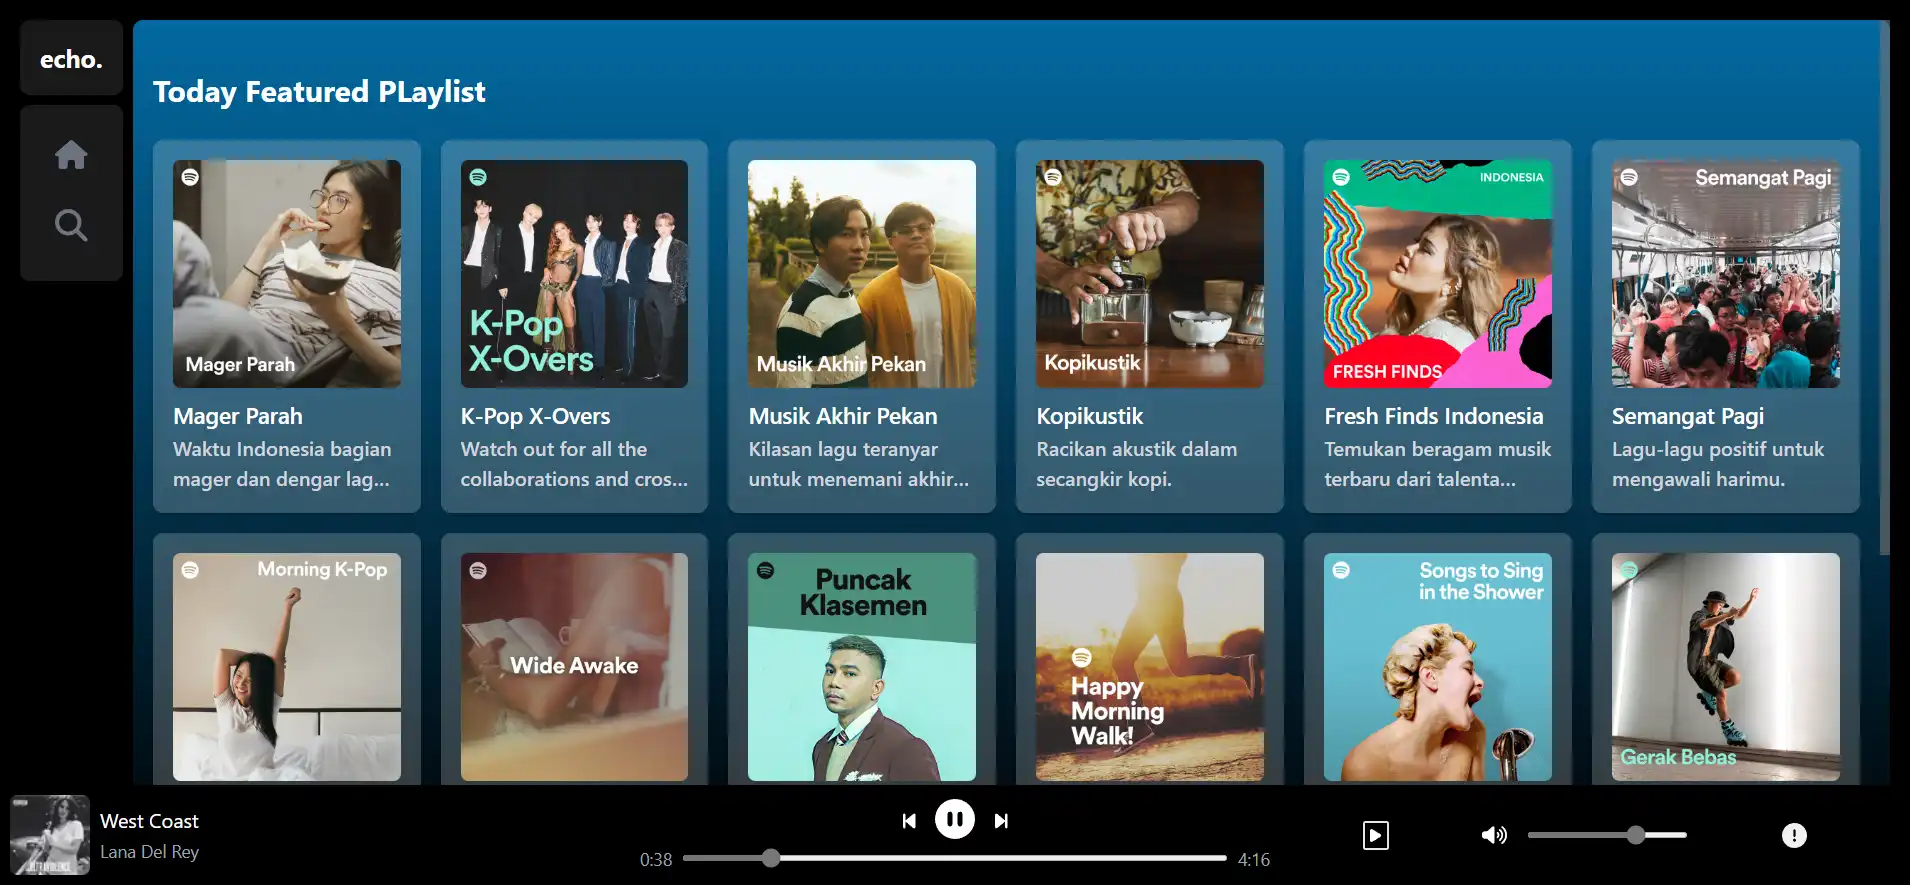 echo.
Today Featured PLaylist
Mager Parah
K-Pop
X-Overs
Musik Akhir Pekan
Kopikustik
INDONESIA
FRESH FINDS
Semangat Pagi
Mager Parah
Waktu Indonesia bagian
mager dan dengar lag...
K-Pop X-Overs
Watch out for all the
collaborations and cros...
Musik Akhir Pekan
Kilasan lagu teranyar
untuk menemani akhir...
Kopikustik
Racikan akustik dalam
secangkir kopi.
Fresh Finds Indonesia
Temukan beragam musik
terbaru dari talenta...
Semangat Pagi
Lagu-lagu positif untuk
mengawali harimu.
Morning K-Pop
Wide Awake
Puncak
Klasemen
Happy
Morning
Walk!
Songs to Sing
in the Shower
Gerak Bebas
West Coast
Lana Del Rey
0:38
4:16